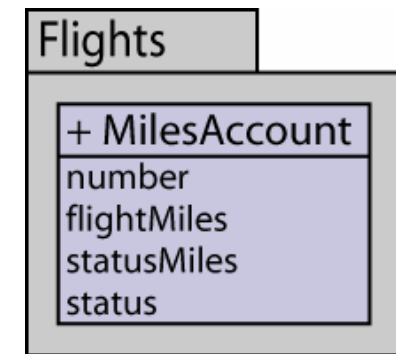 Flights
+ MilesAccount
number
flightMiles
statusMiles
status